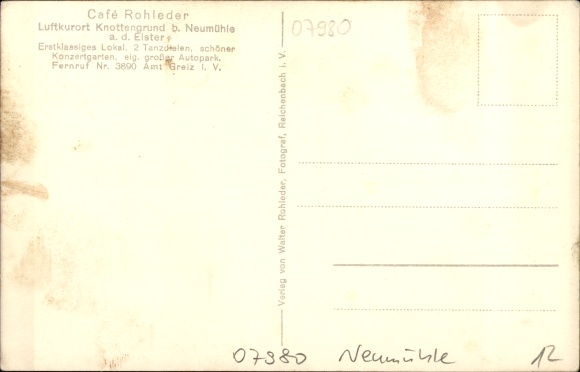 Café Rohleder
Luftkurort Knottengrund b. Neumühle
a. d. Elster
Erstklassiges Lokal, 2 Tanzdielen, schöner
Konzertgarten, eig. großer Autopark.
Fernruf Nr. 3890 Amt Greiz i. V.
07980
Verlag von Walter Rohleder, Fotograf, Reichenbach i. V.
07980 Neumühle 12